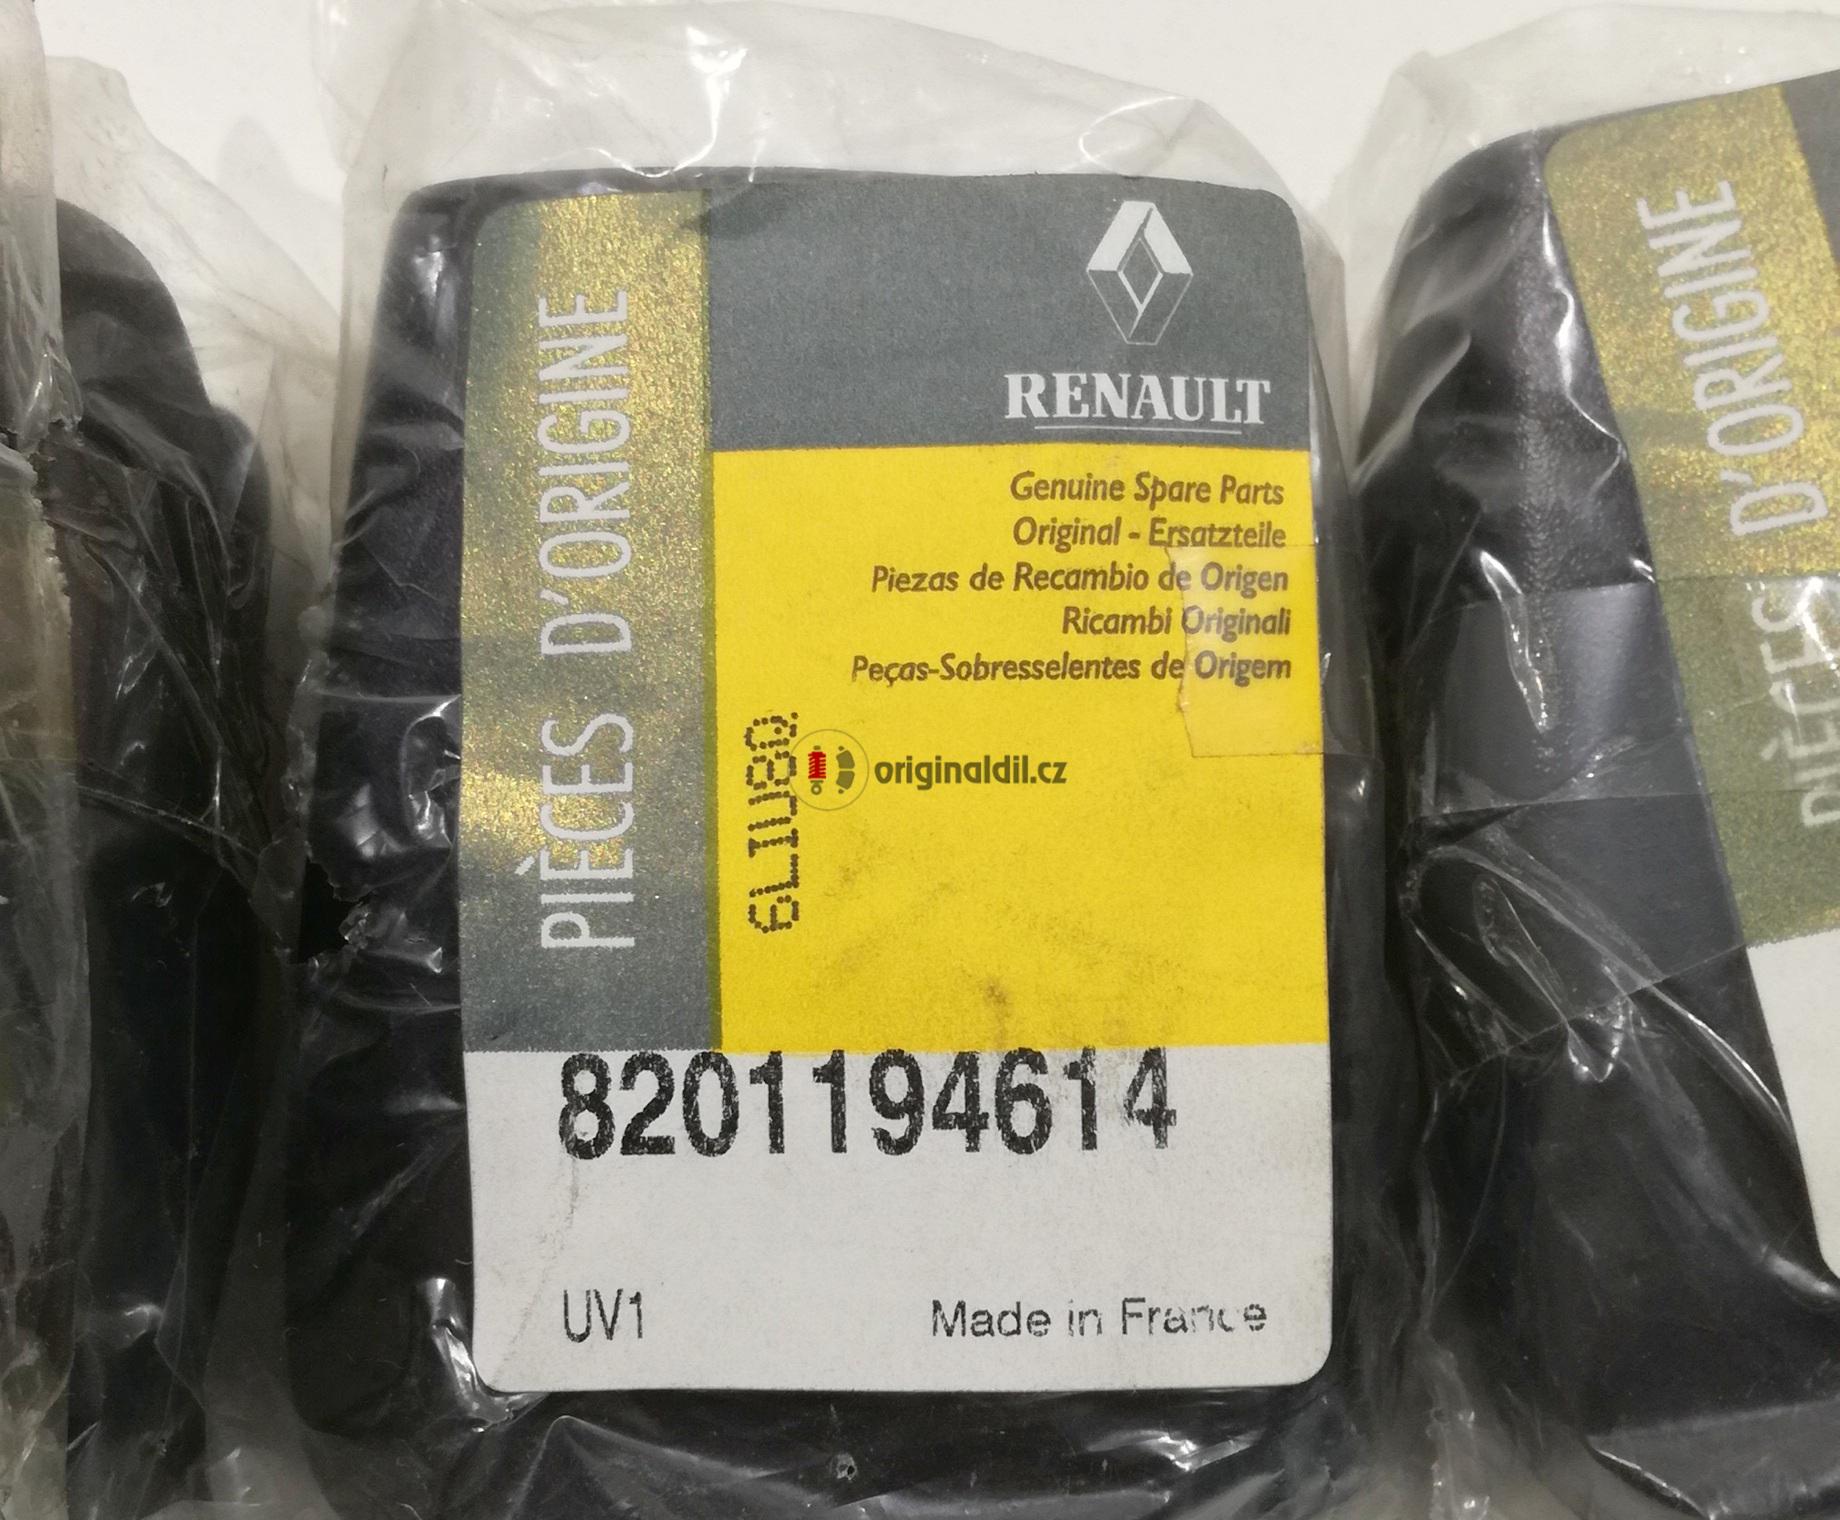 PIÈCES D'ORIGINE
RENAULT
Genuine Spare Parts
Original - Ersatzteile
Piezas de Recambio de Origen
Ricambi Originali
Peças-Sobresselentes de Origem
originaldil.cz
8201194614
UV1
Made in France
PIÈCES D'ORIGINE